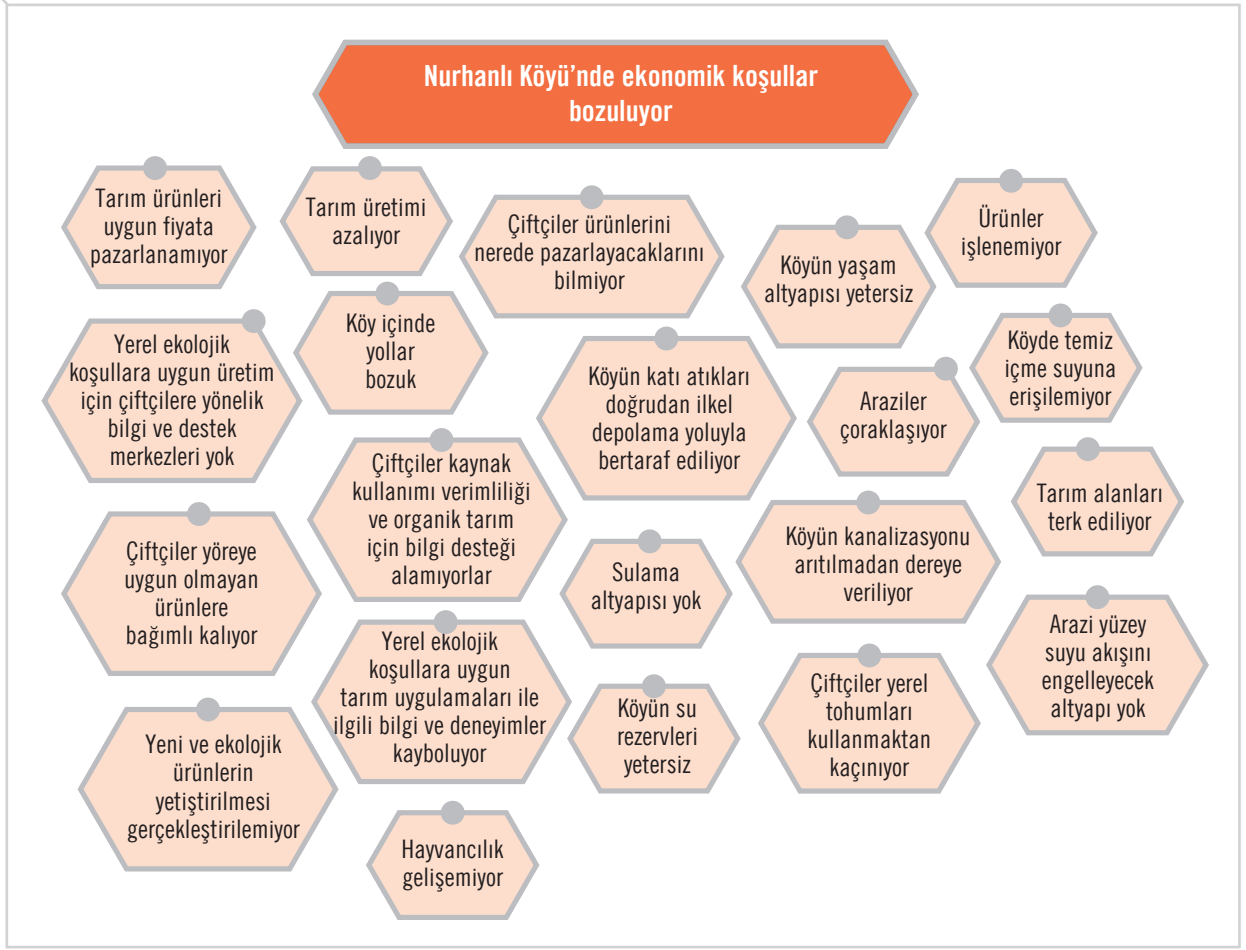 Nurhanlı Köyü’nde ekonomik koşullar
bozuluyor
Tarım ürünleri
uygun fiyata
pazarlanamıyor
Tarım üretimi
azalıyor
Çiftçiler ürünlerini
nerede pazarlayacaklarını
bilmiyor
Köyün yaşam
altyapısı yetersiz
Ürünler
işlenemiyor
Yerel ekolojik
koşullara uygun üretim
için çiftçilere yönelik
bilgi ve destek
merkezleri yok
Köy içinde
yollar
bozuk
Köyün katı atıkları
doğrudan ilkel
depolama yoluyla
bertaraf ediliyor
Araziler
çoraklaşıyor
Köyde temiz
içme suyuna
erişilemiyor
Çiftçiler kaynak
kullanımı verimliliği
ve organik tarım
için bilgi desteği
alamıyorlar
Tarım alanları
terk ediliyor
Çiftçiler yöreye
uygun olmayan
ürünlere
bağımlı kalıyor
Sulama
altyapısı yok
Köyün kanalizasyonu
arıtılmadan dereye
veriliyor
Arazi yüzey
suyu akışını
engelleyecek
altyapı yok
Yerel ekolojik
koşullara uygun
tarım uygulamaları ile
ilgili bilgi ve deneyimler
kayboluyor
Köyün su
rezervleri
yetersiz
Çiftçiler yerel
tohumları
kullanmaktan
kaçınıyor
Yeni ve ekolojik
ürünlerin
yetiştirilmesi
gerçekleştirilemiyor
Hayvancılık
gelişemiyor